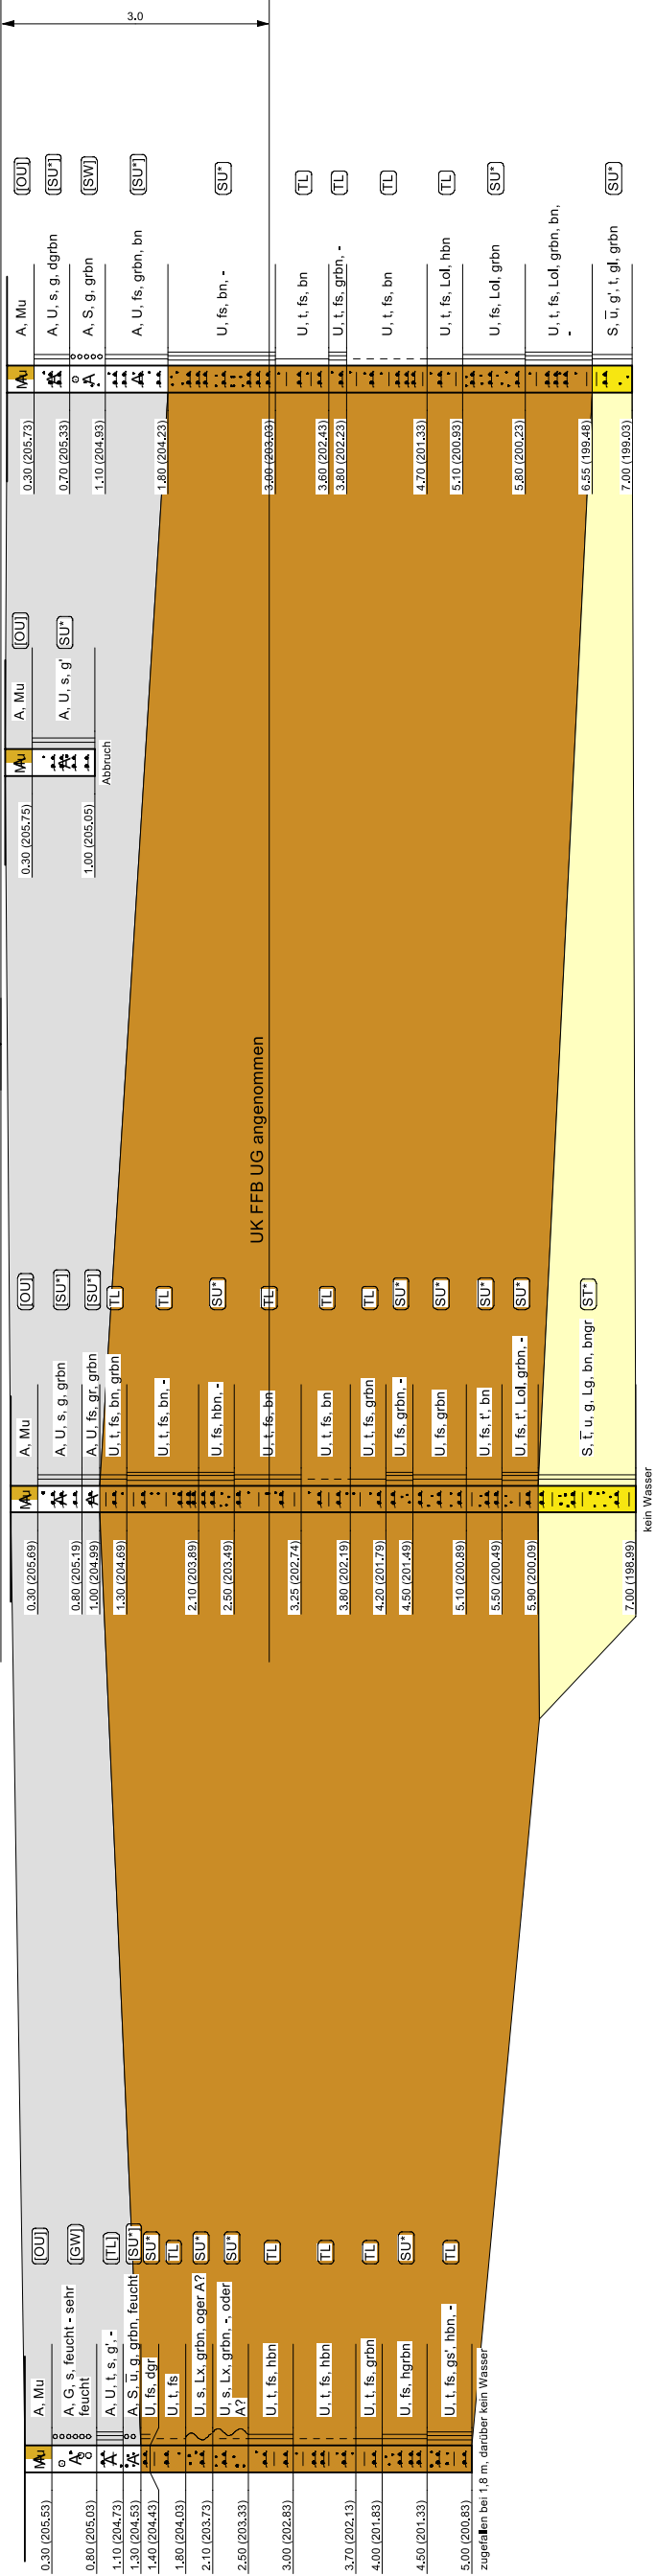 3.0
[OU]
[SU*]
[SW]
[SU*]
SU*
TL
TL
TL
TL
SU*
SU*
A, Mu
A, U, s, g, dgrbn
A, S, g, grbn
A, U, fs, grbn, bn
U, fs, bn, -
U, t, fs, bn
U, t, fs, grbn, -
U, t, fs, bn
U, t, fs, Lol, hbn
U, fs, Lol, grbn
U, t, fs, Lol, grbn, bn,
-
S, ū, g', t, gl, grbn
Mu
A
A
A
0.30 (205.73)
0.70 (205.33)
1.10 (204.93)
1.80 (204.23)
3.00 (203.03)
3.60 (202.43)
3.80 (202.23)
4.70 (201.33)
5.10 (200.93)
5.80 (200.23)
6.55 (199.48)
7.00 (199.03)
[OU]
SU*
A, Mu
A, U, s, g'
Mu
A
Abbruch
0.30 (205.75)
1.00 (205.05)
UK FFB UG angenommen
[OU]
[SU*]
[SU*]
TL
TL
SU*
TL
TL
TL
SU*
SU*
SU*
SU*
ST*
A, Mu
A, U, s, g, grbn
A, U, fs, gr, grbn
U, t, fs, bn, grbn
U, t, fs, bn, -
U, fs, hbn, -
U, t, fs, bn
U, t, fs, bn
U, t, fs, grbn
U, fs, grbn, -
U, fs, grbn
U, fs, t', bn
U, fs, t', Lol, grbn, -
S, t̄, u, g, Lg, bn, bngr
Mu
A
A
kein Wasser
0.30 (205.69)
0.80 (205.19)
1.00 (204.99)
1.30 (204.69)
2.10 (203.89)
2.50 (203.49)
3.25 (202.74)
3.80 (202.19)
4.20 (201.79)
4.50 (201.49)
5.10 (200.89)
5.50 (200.49)
5.90 (200.09)
7.00 (198.99)
[OU]
[GW]
[TL]
[SU*]
SU*
TL
SU*
SU*
TL
TL
TL
SU*
TL
A, Mu
A, G, s, feucht - sehr
feucht
A, U, t, s, g', -
A, S, ū, g, grbn, feucht
U, fs, dgr
U, t, fs
U, s, Lx, grbn, oger A?
U, s, Lx, grbn, -, oder
A?
U, t, fs, hbn
U, t, fs, hbn
U, t, fs, grbn
U, fs, hgrbn
U, t, fs, gs', hbn, -
Mu
A
A
A
zugefallen bei 1,8 m, darüber kein Wasser
0.30 (205.53)
0.80 (205.03)
1.10 (204.73)
1.30 (204.53)
1.40 (204.43)
1.80 (204.03)
2.10 (203.73)
2.50 (203.33)
3.00 (202.83)
3.70 (202.13)
4.00 (201.83)
4.50 (201.33)
5.00 (200.83)